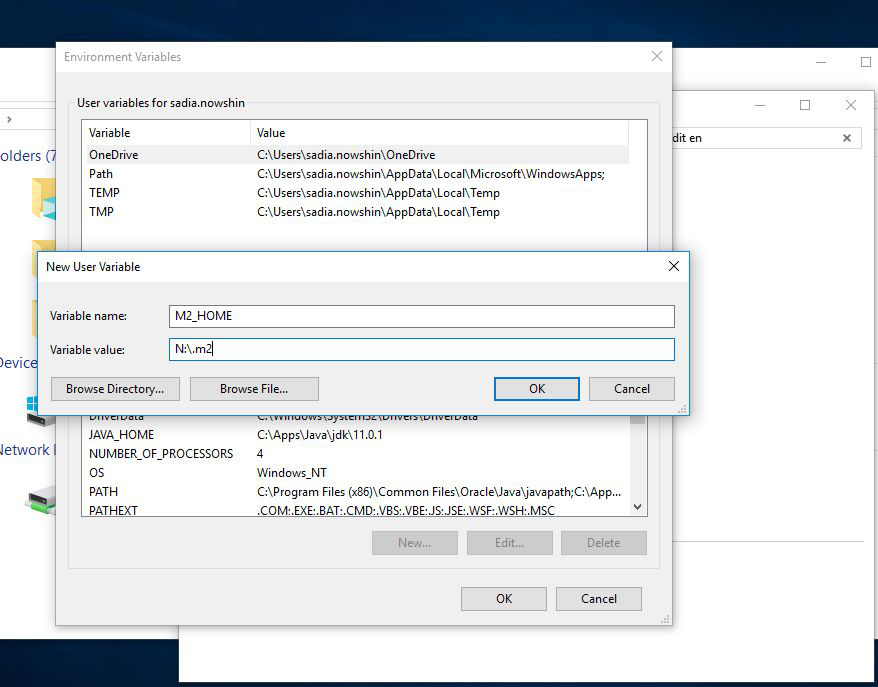 Environment Variables
User variables for sadia.nowshin
dit en
Variable Value
OneDrive C:\Users\sadia.nowshin\OneDrive
Path C:\Users\sadia.nowshin\AppData\Local\Microsoft\WindowsApps;
TEMP C:\Users\sadia.nowshin\AppData\Local\Temp
TMP C:\Users\sadia.nowshin\AppData\Local\Temp
olders (7
New User Variable
Variable name: M2_HOME
Variable value: N:\.m2
Device
Browse Directory... Browse File... OK Cancel
DriverData C:\Windows\System32\Drivers\DriverData
JAVA_HOME C:\Apps\Java\jdk\11.0.1
NUMBER_OF_PROCESSORS 4
Network
OS Windows_NT
PATH C:\Program Files (x86)\Common Files\Oracle\Java\javapath;C:\App...
PATHEXT .COM;.EXE;.BAT;.CMD;.VBS;.VBE;.JS;.JSE;.WSF;.WSH;.MSC
New... Edit... Delete
OK Cancel